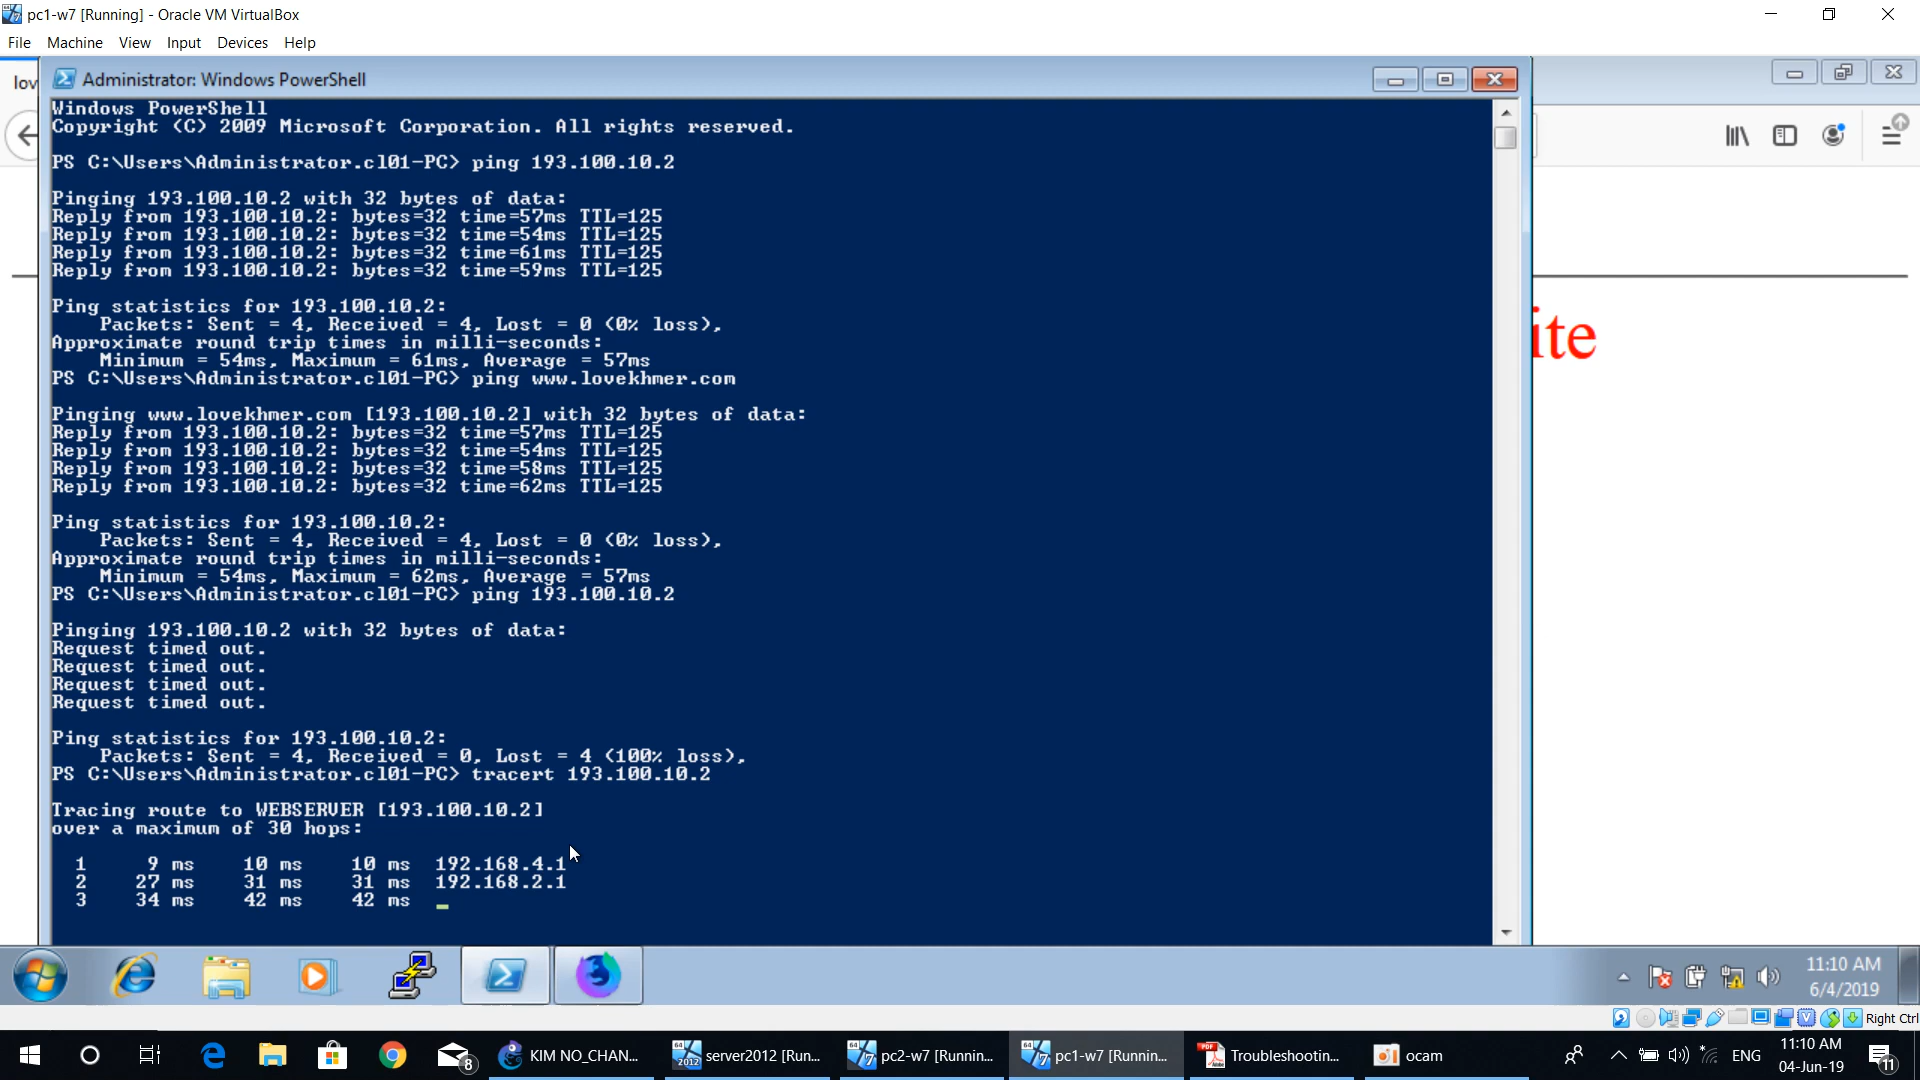 pc1-w7 [Running] - Oracle VM VirtualBox
File Machine View Input Devices Help
lov
Administrator: Windows PowerShell
Windows PowerShell
Copyright (C) 2009 Microsoft Corporation. All rights reserved.
PS C:\Users\Administrator.cl01-PC> ping 193.100.10.2
Pinging 193.100.10.2 with 32 bytes of data:
Reply from 193.100.10.2: bytes=32 time=57ms TTL=125
Reply from 193.100.10.2: bytes=32 time=54ms TTL=125
Reply from 193.100.10.2: bytes=32 time=61ms TTL=125
Reply from 193.100.10.2: bytes=32 time=59ms TTL=125
Ping statistics for 193.100.10.2:
Packets: Sent = 4, Received = 4, Lost = 0 (0% loss),
Approximate round trip times in milli-seconds:
Minimum = 54ms, Maximum = 61ms, Average = 57ms
PS C:\Users\Administrator.cl01-PC> ping www.lovekhmer.com
Pinging www.lovekhmer.com [193.100.10.2] with 32 bytes of data:
Reply from 193.100.10.2: bytes=32 time=57ms TTL=125
Reply from 193.100.10.2: bytes=32 time=54ms TTL=125
Reply from 193.100.10.2: bytes=32 time=58ms TTL=125
Reply from 193.100.10.2: bytes=32 time=62ms TTL=125
Ping statistics for 193.100.10.2:
Packets: Sent = 4, Received = 4, Lost = 0 (0% loss),
Approximate round trip times in milli-seconds:
Minimum = 54ms, Maximum = 62ms, Average = 57ms
PS C:\Users\Administrator.cl01-PC> ping 193.100.10.2
Pinging 193.100.10.2 with 32 bytes of data:
Request timed out.
Request timed out.
Request timed out.
Request timed out.
Ping statistics for 193.100.10.2:
Packets: Sent = 4, Received = 0, Lost = 4 (100% loss),
PS C:\Users\Administrator.cl01-PC> tracert 193.100.10.2
Tracing route to WEBSERVER [193.100.10.2]
over a maximum of 30 hops:
1 9 ms 10 ms 10 ms 192.168.4.1
2 27 ms 31 ms 31 ms 192.168.2.1
3 34 ms 42 ms 42 ms
ite
11:10 AM
6/4/2019
Right Ctrl
8
KIM NO_CHAN...
64
2012
server2012 [Run...
64
7
pc2-w7 [Runnin...
64
7
pc1-w7 [Runnin...
PDF
Troubleshootin...
ocam
ENG
11:10 AM
04-Jun-19
11